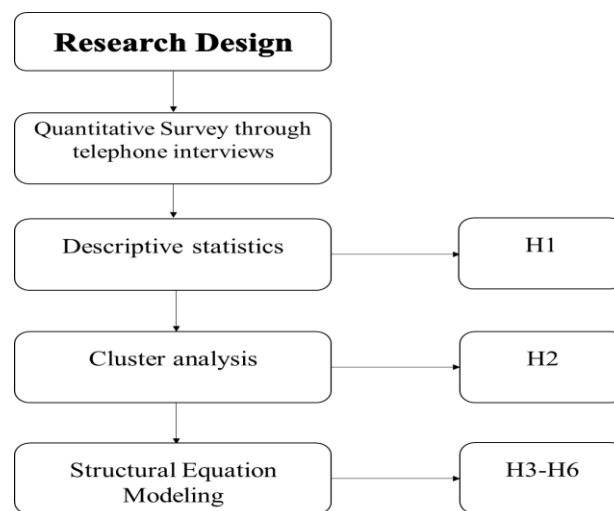 Research Design
Quantitative Survey through
telephone interviews
Descriptive statistics
H1
Cluster analysis
H2
Structural Equation
Modeling
H3-H6